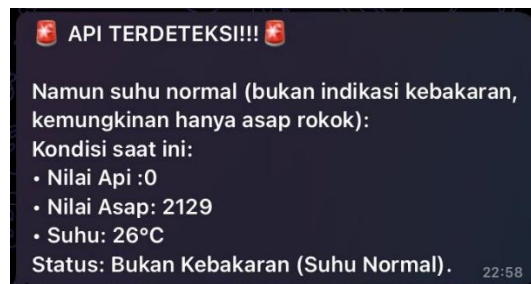 🚨 API TERDETEKSI!!!🚨
Namun suhu normal (bukan indikasi kebakaran,
kemungkinan hanya asap rokok):
Kondisi saat ini:
• Nilai Api :0
• Nilai Asap: 2129
• Suhu: 26°C
Status: Bukan Kebakaran (Suhu Normal).
22:58